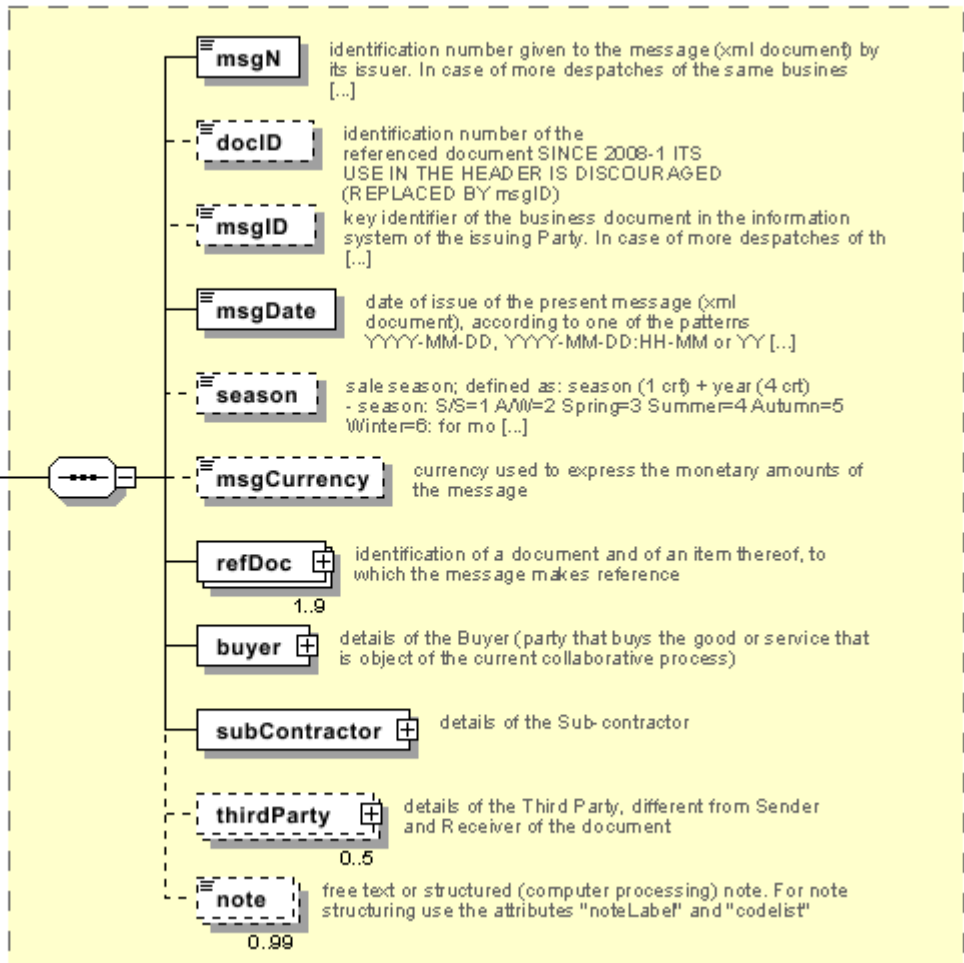 msgN
identification number given to the message (xml document) by
its issuer. In case of more despatches of the same busines
[...]
docID
identification number of the
referenced document SINCE 2008-1 ITS
USE IN THE HEADER IS DISCOURAGED
(REPLACED BY msgID)
msgID
key identifier of the business document in the information
system of the issuing Party. In case of more despatches of th
[...]
msgDate
date of issue of the present message (xml
document), according to one of the patterns
YYYY-MM-DD, YYYY-MM-DD:HH-MM or YY [...]
season
sale season; defined as: season (1 crt) + year (4 crt)
- season: S/S=1 A/W=2 Spring=3 Summer=4 Autumn=5
Winter=6: for mo [...]
msgCurrency
currency used to express the monetary amounts of
the message
refDoc
identification of a document and of an item thereof, to
which the message makes reference
1..9
buyer
details of the Buyer (party that buys the good or service that
is object of the current collaborative process)
subContractor
details of the Sub-contractor
thirdParty
details of the Third Party, different from Sender
and Receiver of the document
0..5
note
free text or structured (computer processing) note. For note
structuring use the attributes "noteLabel" and "codelist"
0..99